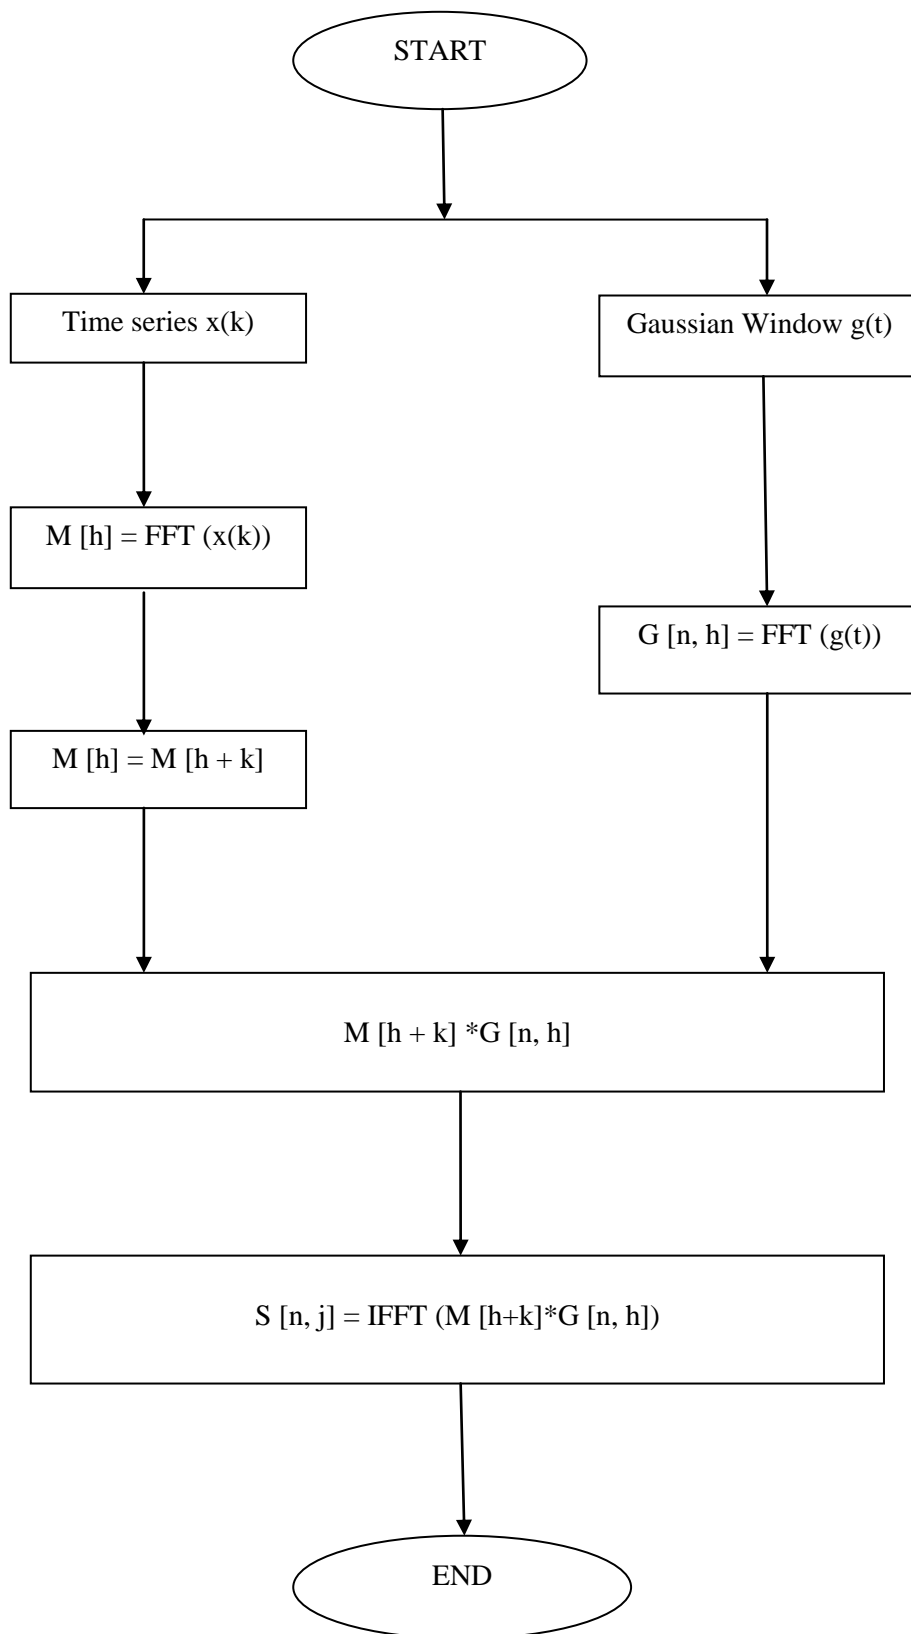 START
Time series x(k)
Gaussian Window g(t)
M [h] = FFT (x(k))
G [n, h] = FFT (g(t))
M [h] = M [h + k]
M [h + k] *G [n, h]
S [n, j] = IFFT (M [h+k]*G [n, h])
END